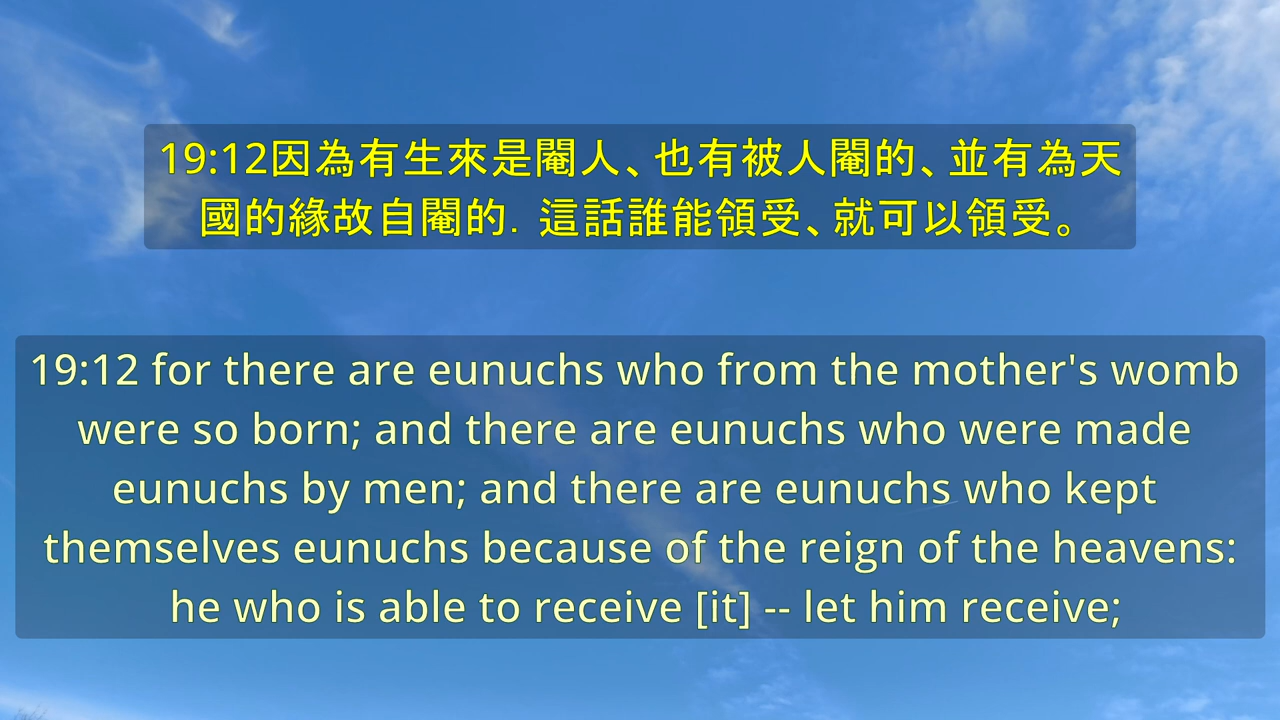 19:12因為有生來是閹人、也有被人閹的、並有為天
國的緣故自閹的. 這話誰能領受、就可以領受。
19:12 for there are eunuchs who from the mother's womb
were so born; and there are eunuchs who were made
eunuchs by men; and there are eunuchs who kept
themselves eunuchs because of the reign of the heavens:
he who is able to receive [it] -- let him receive;